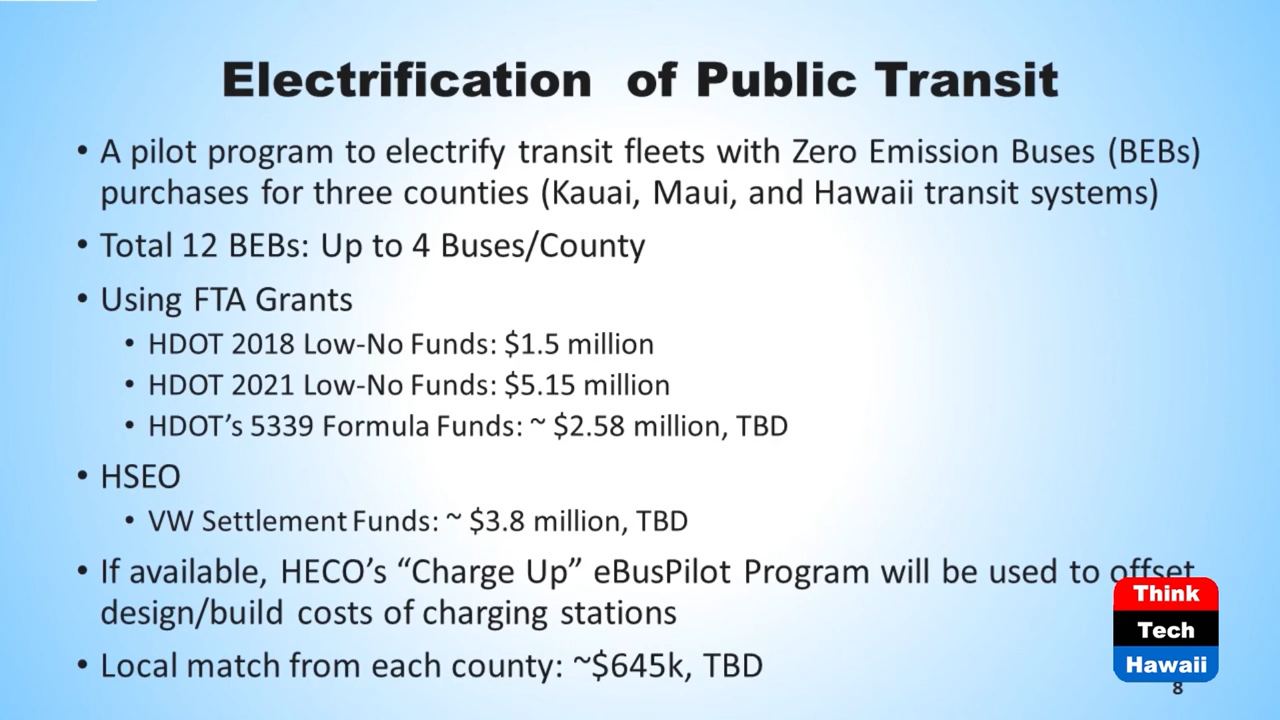 Electrification of Public Transit
• A pilot program to electrify transit fleets with Zero Emission Buses (BEBs)
purchases for three counties (Kauai, Maui, and Hawaii transit systems)
• Total 12 BEBs: Up to 4 Buses/County
• Using FTA Grants
• HDOT 2018 Low-No Funds: $1.5 million
• HDOT 2021 Low-No Funds: $5.15 million
• HDOT’s 5339 Formula Funds: ~ $2.58 million, TBD
• HSEO
• VW Settlement Funds: ~ $3.8 million, TBD
• If available, HECO’s “Charge Up” eBusPilot Program will be used to offset
design/build costs of charging stations
• Local match from each county: ~$645k, TBD
Think
Tech
Hawaii
8